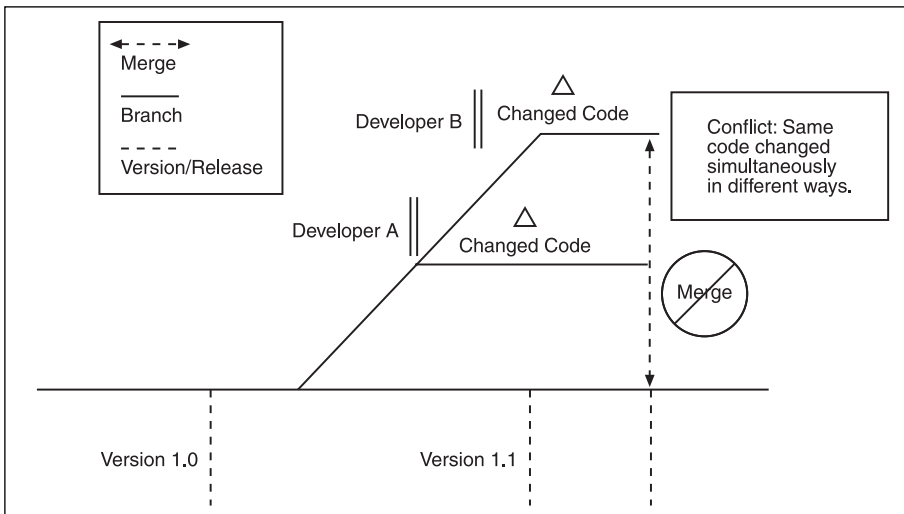 Merge
Branch
Version/Release
Developer B
Changed Code
Developer A
Changed Code
Conflict: Same
code changed
simultaneously
in different ways.
Merge
Version 1.0
Version 1.1